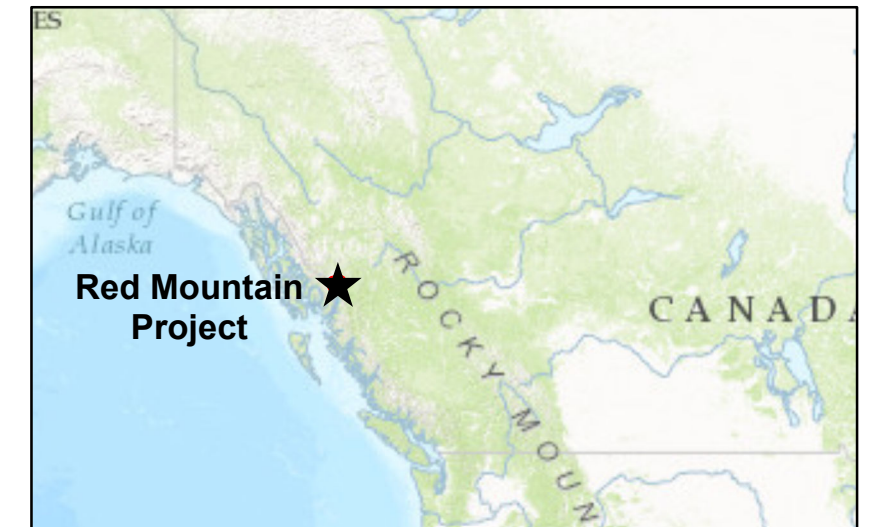 ES
Gulf of
Alaska
Red Mountain
Project
ROCKY MOUN
CANADA